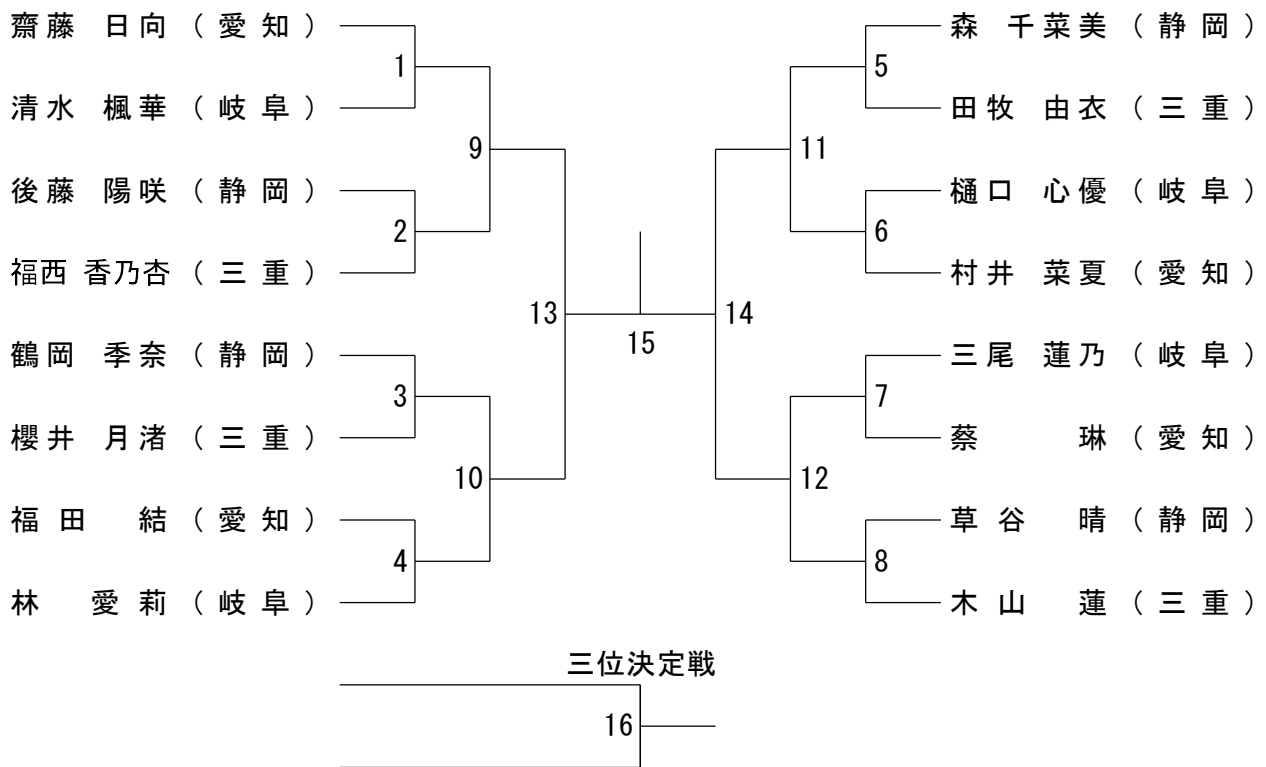 齋藤 日向 （愛知）
1
清水 楓華 （岐阜）
9
後藤 陽咲 （静岡）
2
福西 香乃杏 （三重）
13
鶴岡 季奈 （静岡）
3
櫻井 月渚 （三重）
10
福田 結 （愛知）
4
林 愛莉 （岐阜）
15
森 千菜美 （静岡）
5
田牧 由衣 （三重）
11
樋口 心優 （岐阜）
6
村井 菜夏 （愛知）
14
三尾 蓮乃 （岐阜）
7
蔡 琳 （愛知）
12
草谷 晴 （静岡）
8
木山 蓮 （三重）
三位決定戦
16